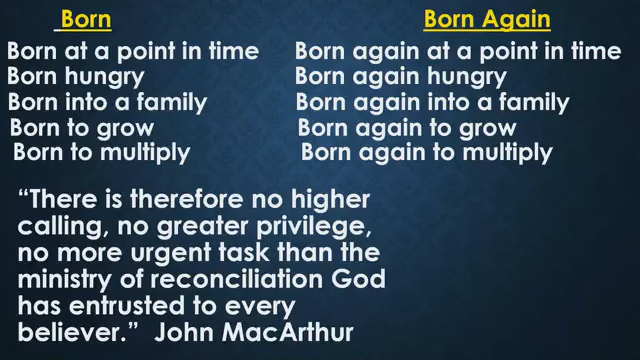 Born
Born Again
Born at a point in time
Born again at a point in time
Born hungry
Born again hungry
Born into a family
Born again into a family
Born to grow
Born again to grow
Born to multiply
Born again to multiply
“There is therefore no higher
calling, no greater privilege,
no more urgent task than the
ministry of reconciliation God
has entrusted to every
believer.” John MacArthur